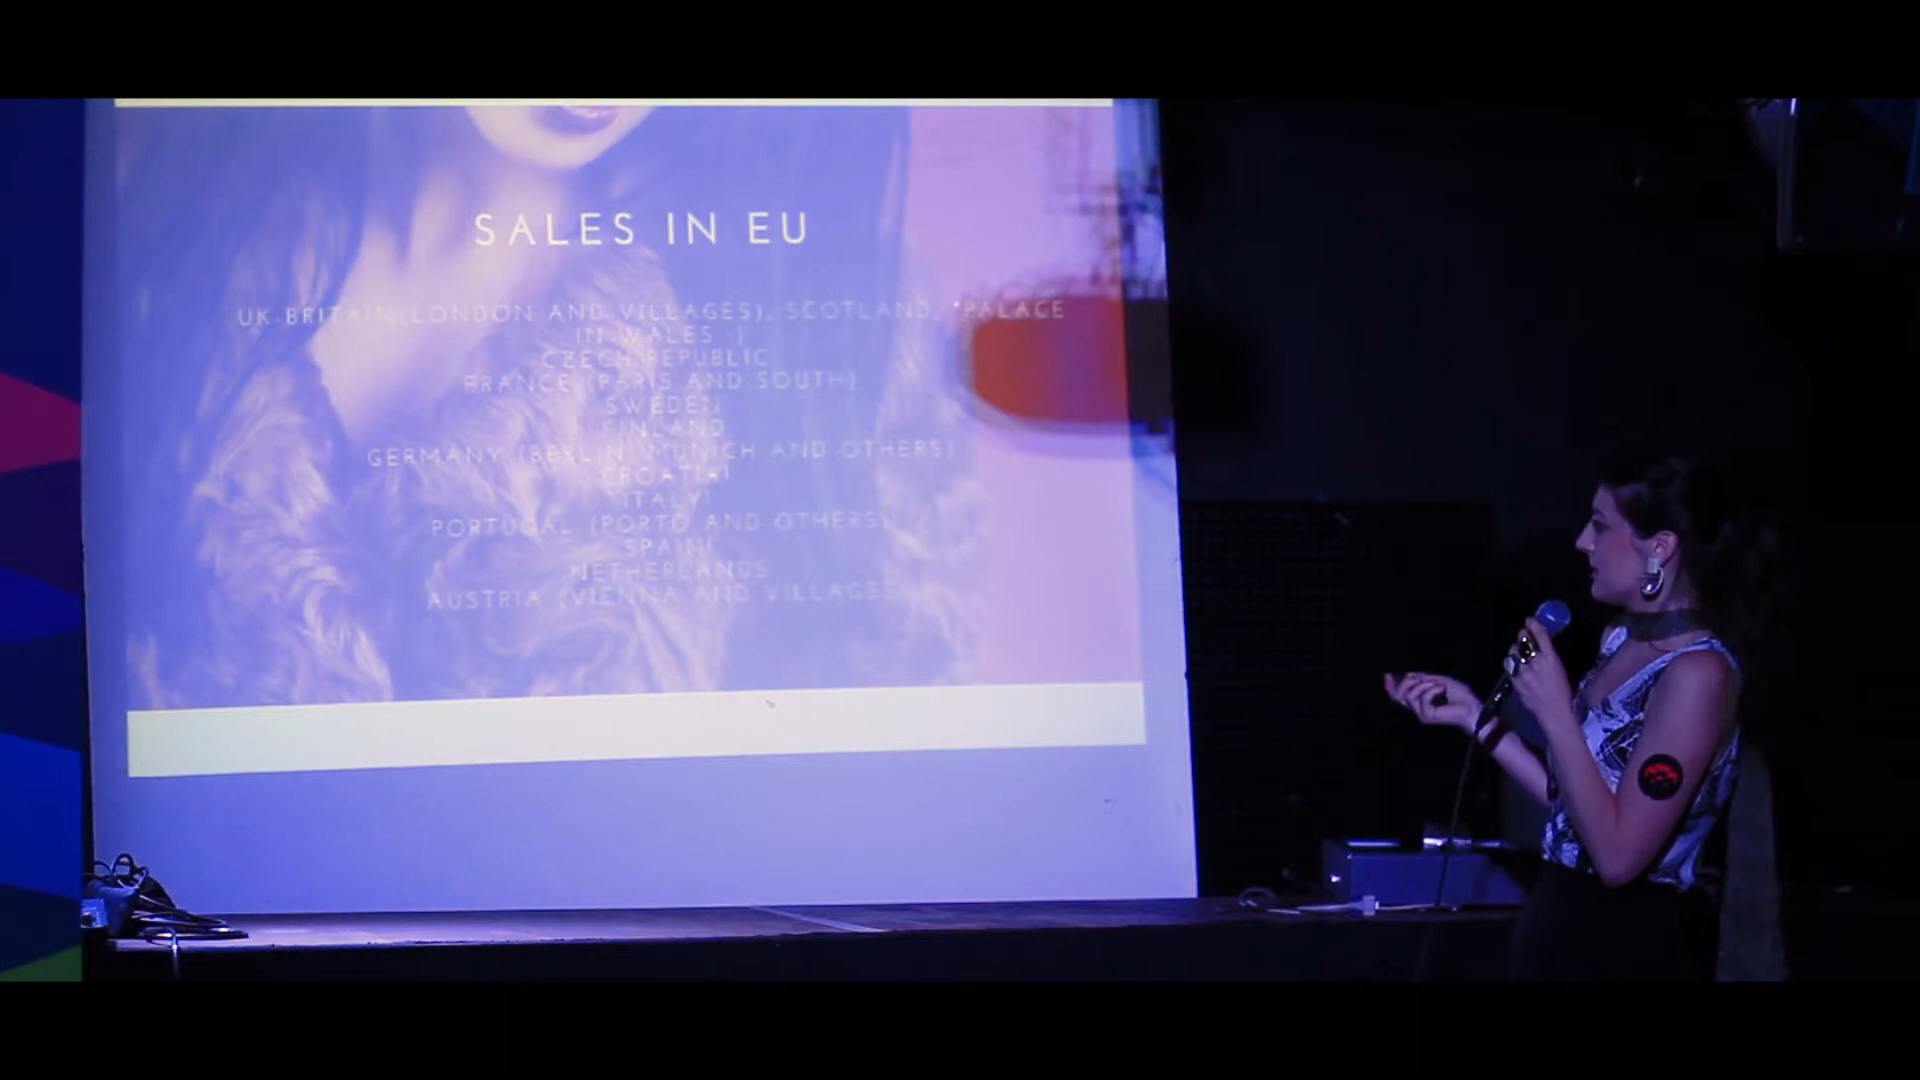 SALES IN EU
UK-BRITAIN(LONDON AND VILLAGES), SCOTLAND, "PALACE
IN WALES :)
CZECH REPUBLIC
FRANCE (PARIS AND SOUTH)
SWEDEN
FINLAND
GERMANY (BERLIN, MUNICH AND OTHERS)
CROATIA!
ITALY!
PORTUGAL (PORTO AND OTHERS)
SPAIN!
NETHERLANDS
AUSTRIA (VIENNA AND VILLAGES